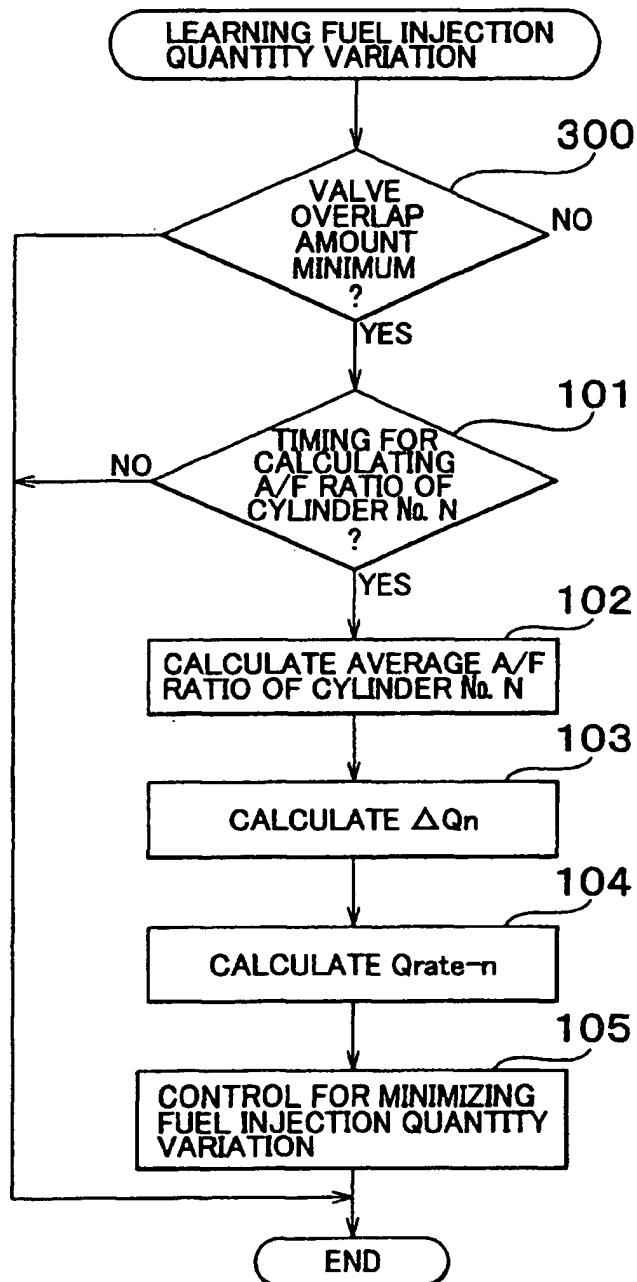 LEARNING FUEL INJECTION
QUANTITY VARIATION
300
VALVE
OVERLAP
AMOUNT
MINIMUM
?
NO
YES
101
TIMING FOR
CALCULATING
A/F RATIO OF
CYLINDER No. N
?
NO
YES
102
CALCULATE AVERAGE A/F
RATIO OF CYLINDER No. N
103
CALCULATE △Qn
104
CALCULATE Qrate-n
105
CONTROL FOR MINIMIZING
FUEL INJECTION QUANTITY
VARIATION
END